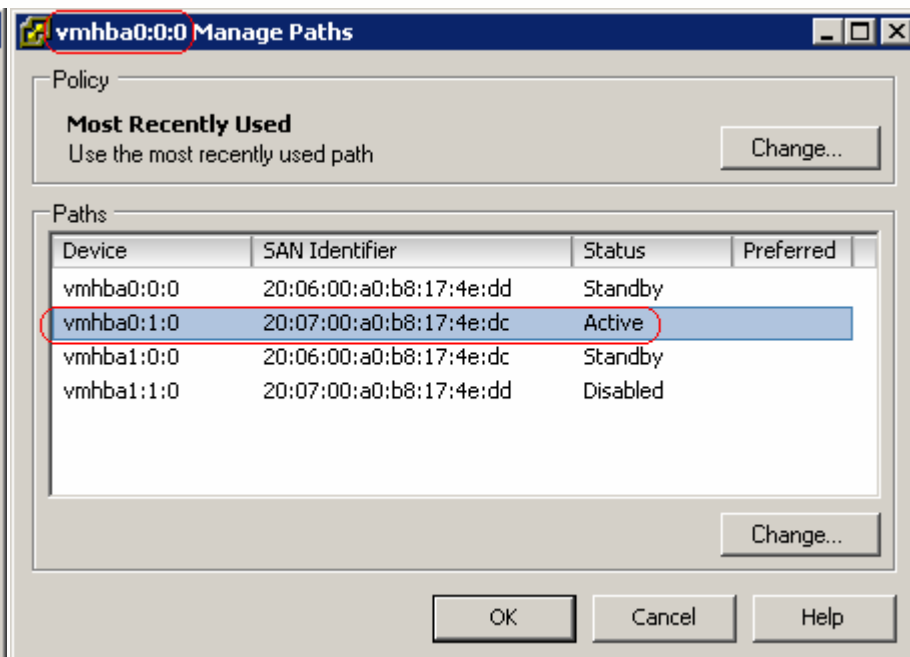 vmhba0:0:0 Manage Paths
Policy
Most Recently Used
Use the most recently used path
Change...
Paths
Device SAN Identifier Status Preferred
vmhba0:0:0 20:06:00:a0:b8:17:4e:dd Standby
vmhba0:1:0 20:07:00:a0:b8:17:4e:dc Active
vmhba1:0:0 20:06:00:a0:b8:17:4e:dc Standby
vmhba1:1:0 20:07:00:a0:b8:17:4e:dd Disabled
Change...
OK Cancel Help